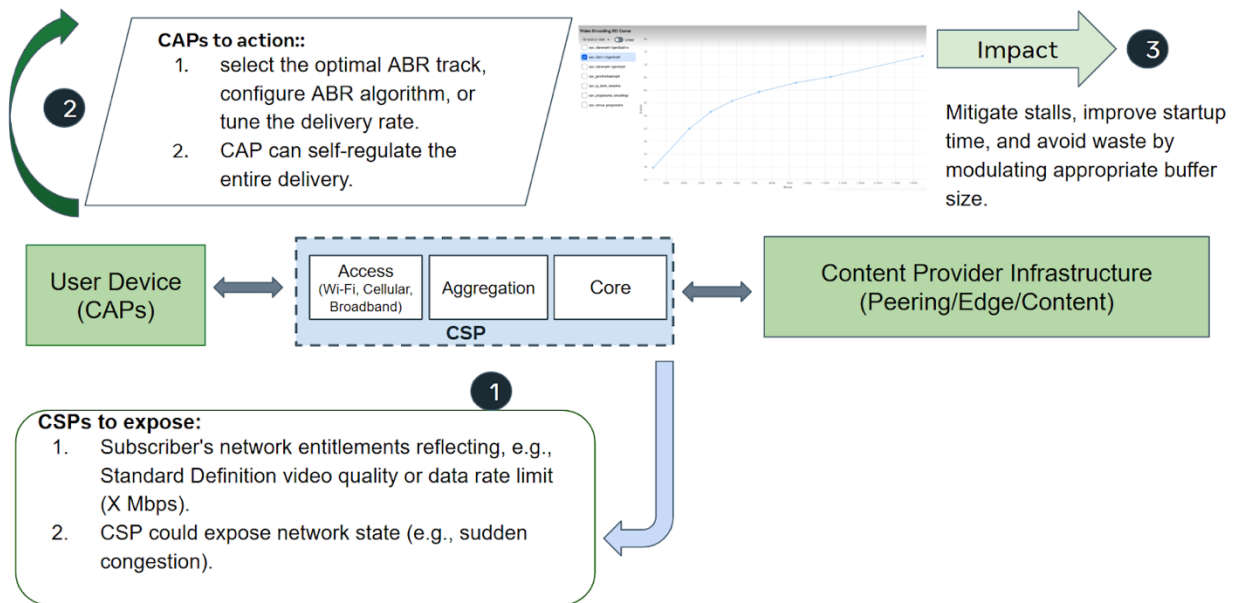 CAPs to action::
1. select the optimal ABR track,
configure ABR algorithm, or
tune the delivery rate.
2. CAP can self-regulate the
entire delivery.
2
Video Encoding RD Curve
Linear
Impact
3
Mitigate stalls, improve startup
time, and avoid waste by
modulating appropriate buffer
size.
User Device
(CAPs)
Access
(Wi-Fi, Cellular,
Broadband)
Aggregation
Core
CSP
Content Provider Infrastructure
(Peering/Edge/Content)
1
CSPs to expose:
1. Subscriber's network entitlements reflecting, e.g.,
Standard Definition video quality or data rate limit
(X Mbps).
2. CSP could expose network state (e.g., sudden
congestion).